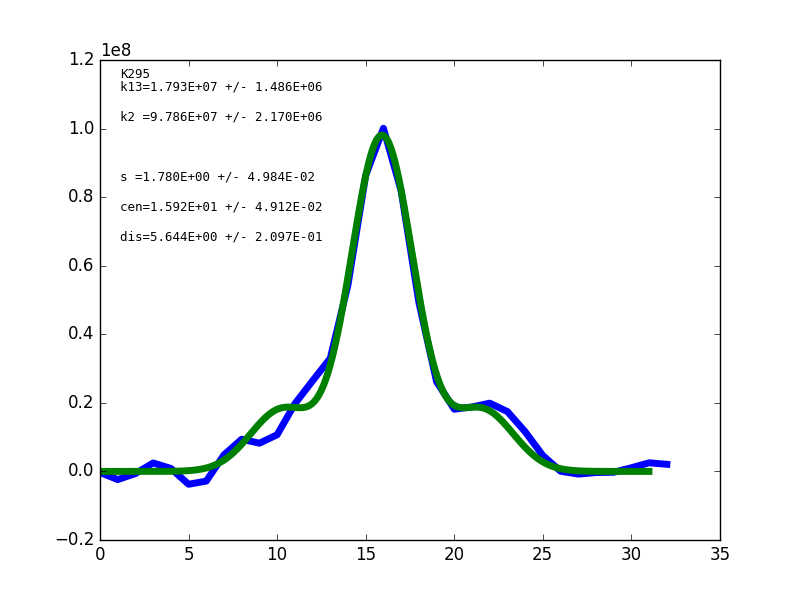 1e8
1.2
K295
k13=1.793E+07 +/- 1.486E+06
k2 =9.786E+07 +/- 2.170E+06
1.0
0.8
s =1.780E+00 +/- 4.984E-02
cen=1.592E+01 +/- 4.912E-02
dis=5.644E+00 +/- 2.097E-01
0.6
0.4
0.2
0.0
−0.2
0 5 10 15 20 25 30 35